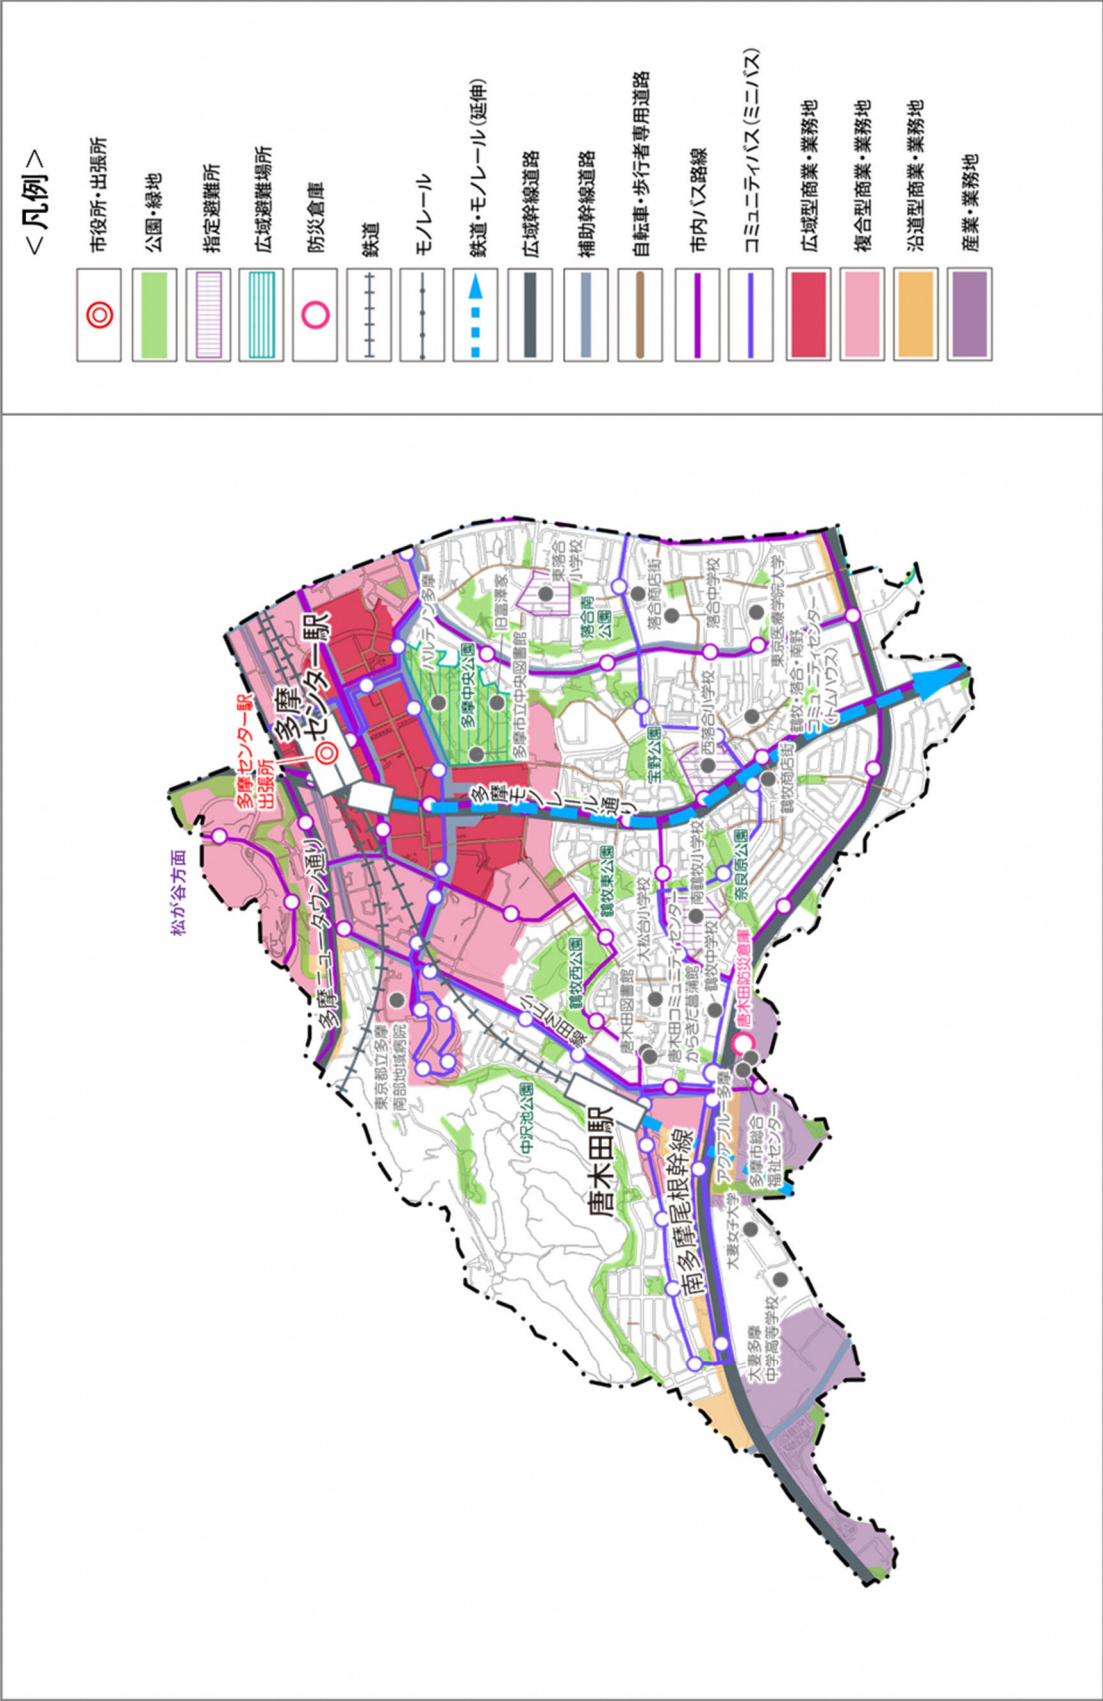 ＜凡例＞
市役所・出張所
公園・緑地
指定避難所
広域避難場所
防災倉庫
鉄道
モノレール
鉄道・モノレール(延伸)
広域幹線道路
補助幹線道路
自転車・歩行者専用道路
市内バス路線
コミュニティバス(ミニバス)
広域型商業・業務地
複合型商業・業務地
沿道型商業・業務地
産業・業務地
松が谷方面
多摩センター駅
出張所
多摩
センター駅
多摩ニュータウン通り
東京都立多摩
南部地域病院
パルテノン多摩
多摩中央公園
旧富澤家
多摩市立中央図書館
多摩モノレール通り
東落合
小学校
落合南
公園
落合商店街
落合中学校
東京医療学院大学
西落合小学校
宝野公園
鶴牧・落合・南野
コミュニティセンター
(トムハウス)
鶴牧商店街
奈良原公園
南鶴牧小学校
鶴牧東公園
大松台小学校
鶴牧西公園
小山乞田線
唐木田図書館
唐木田コミュニティセンター
からきだ菖蒲館
鶴牧中学校
唐木田防災倉庫
中沢池公園
唐木田駅
南多摩尾根幹線
アクアブルー多摩
多摩市総合
福祉センター
大妻女子大学
大妻多摩
中学高等学校